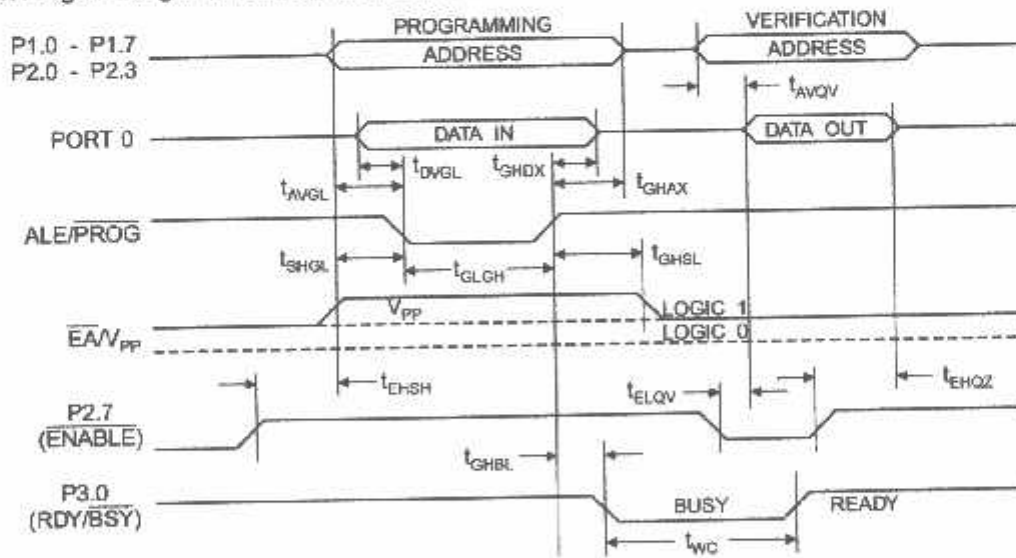 PROGRAMMING
VERIFICATION
P1.0 - P1.7
P2.0 - P2.3
ADDRESS
ADDRESS
tAVQV
PORT 0
DATA IN
DATA OUT
tDVGL
tGHDX
tAVGL
tGHAX
ALE/PROG
tSHGL
tGLGH
tGHSL
VPP
LOGIC 1
LOGIC 0
EA/VPP
tEHSH
tELQV
tEHQZ
P2.7
(ENABLE)
tGHBL
P3.0
(RDY/BSY)
BUSY
READY
tWC